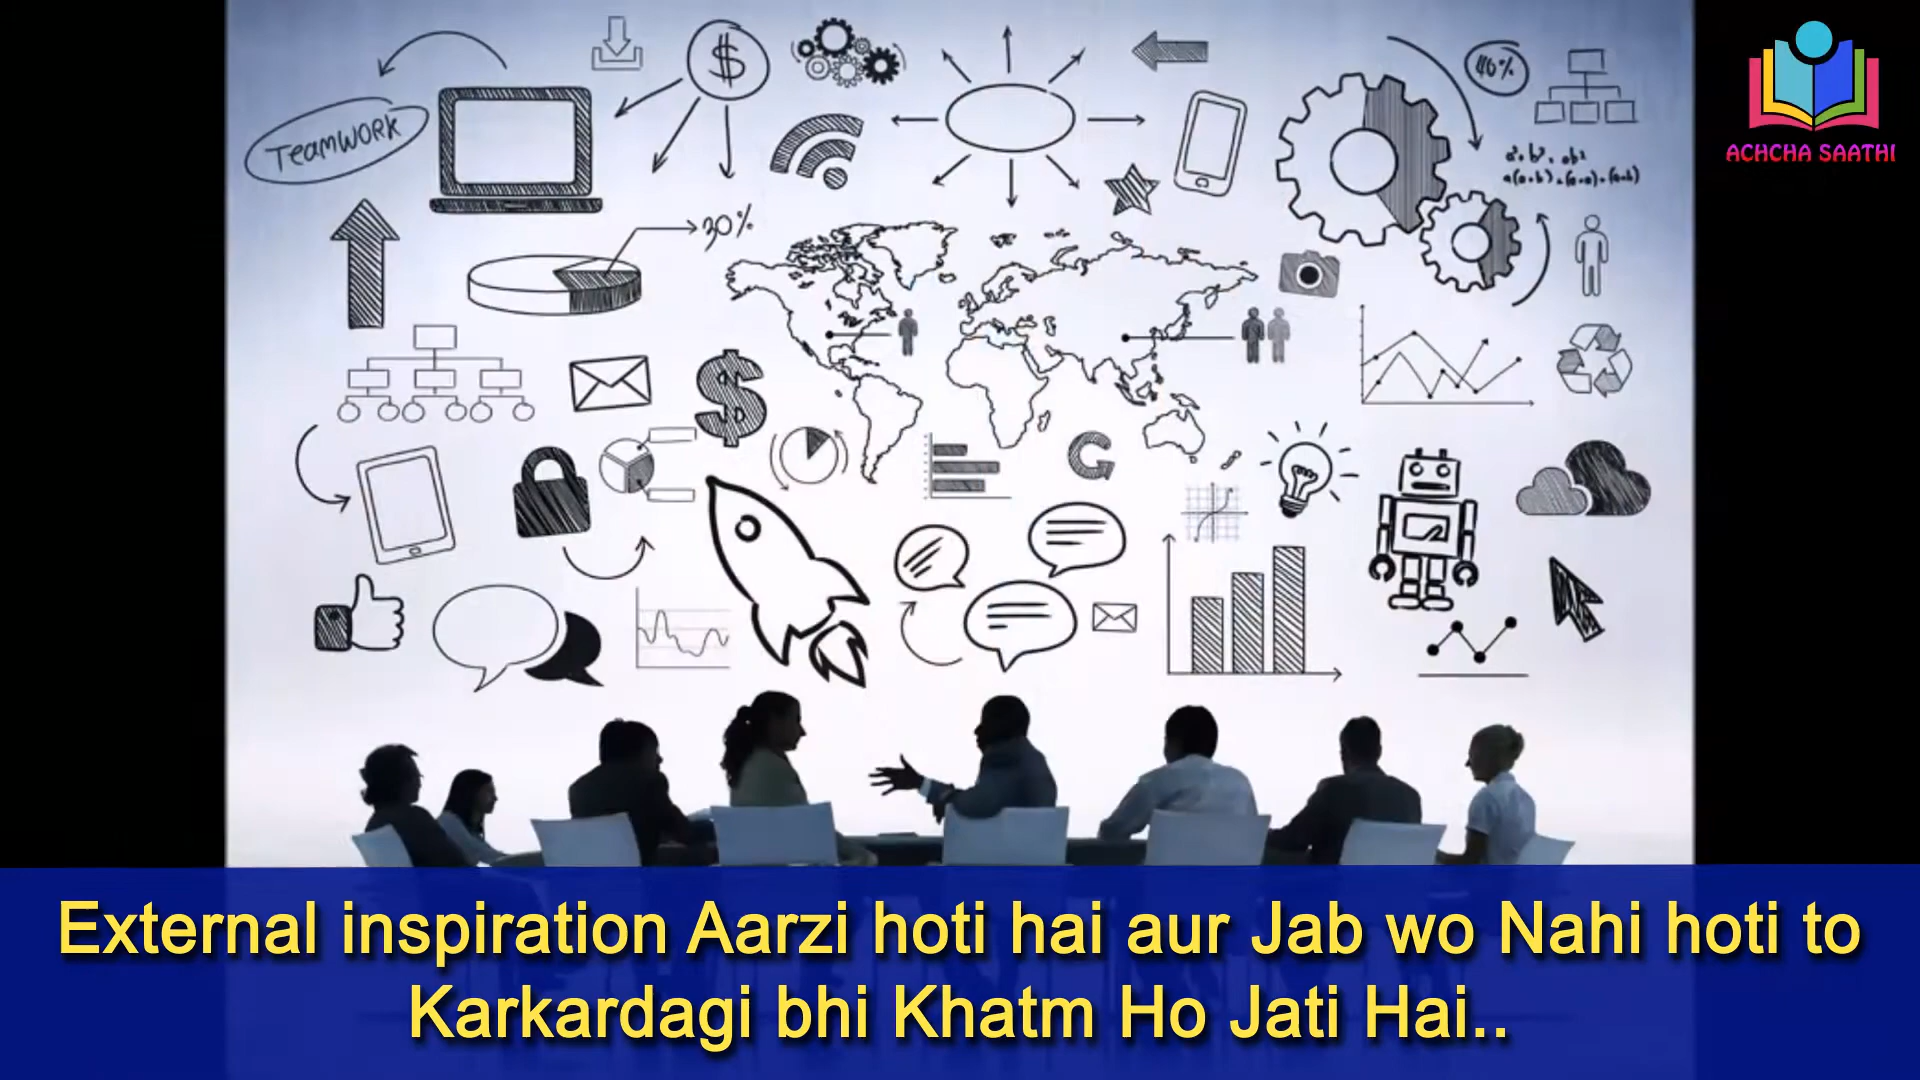 40%
TEAMWORK
ACHCHA SAATHI
30%
External inspiration Aarzi hoti hai aur Jab wo Nahi hoti to
Karkardagi bhi Khatm Ho Jati Hai..